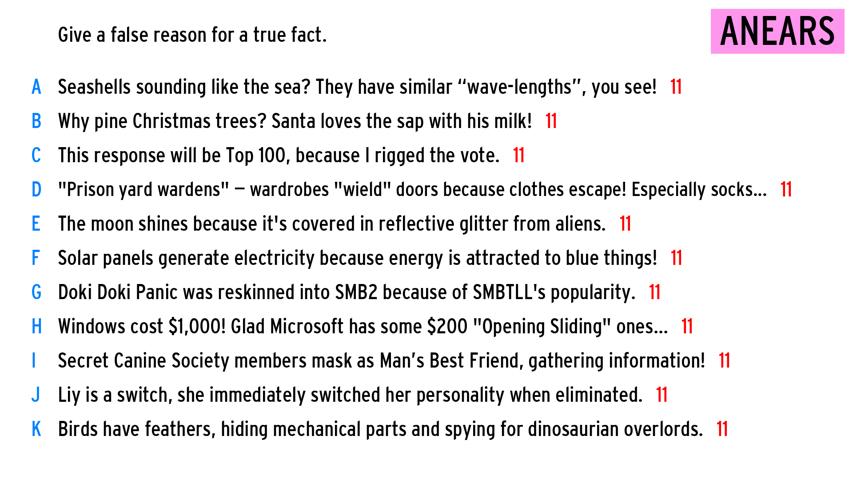 Give a false reason for a true fact.
ANEARS
A Seashells sounding like the sea? They have similar “wave-lengths”, you see! 11
B Why pine Christmas trees? Santa loves the sap with his milk! 11
C This response will be Top 100, because I rigged the vote. 11
D "Prison yard wardens" – wardrobes "wield" doors because clothes escape! Especially socks... 11
E The moon shines because it's covered in reflective glitter from aliens. 11
F Solar panels generate electricity because energy is attracted to blue things! 11
G Doki Doki Panic was reskinned into SMB2 because of SMBTLL's popularity. 11
H Windows cost $1,000! Glad Microsoft has some $200 "Opening Sliding" ones... 11
I Secret Canine Society members mask as Man’s Best Friend, gathering information! 11
J Liy is a switch, she immediately switched her personality when eliminated. 11
K Birds have feathers, hiding mechanical parts and spying for dinosaurian overlords. 11